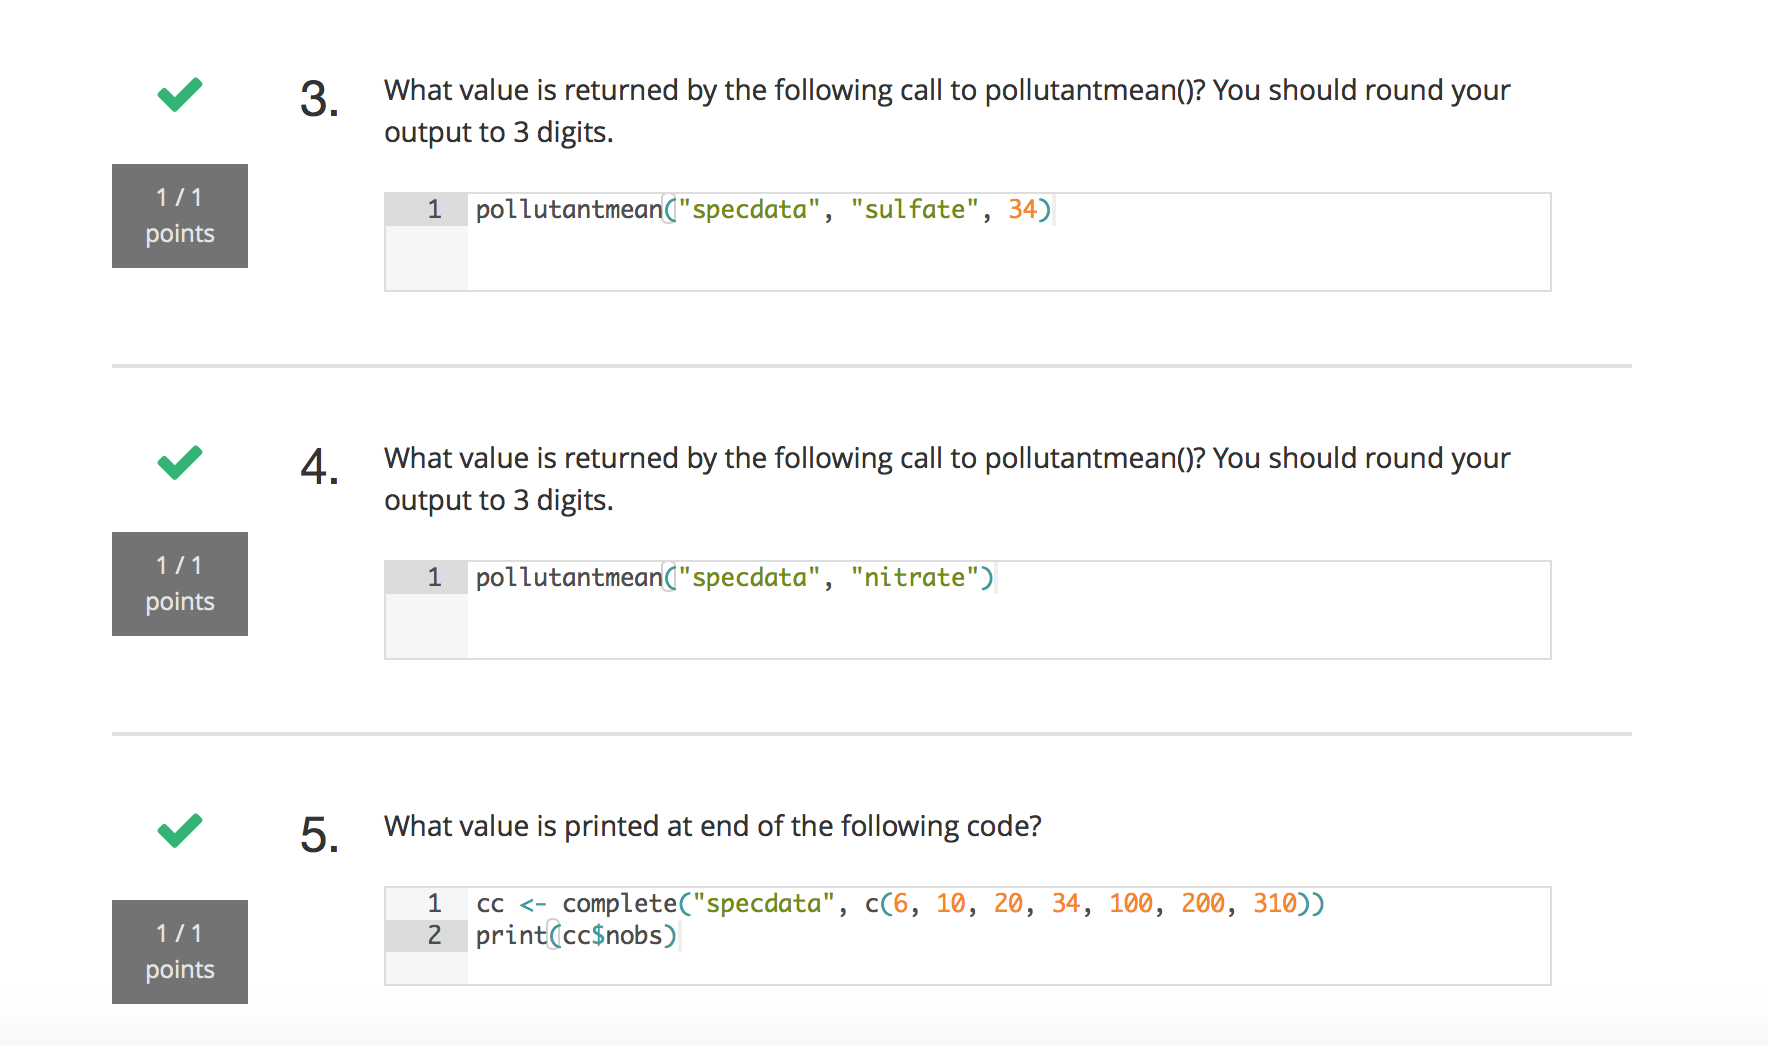 3. What value is returned by the following call to pollutantmean()? You should round your
output to 3 digits.
1 / 1
points
1 pollutantmean("specdata", "sulfate", 34)
4. What value is returned by the following call to pollutantmean()? You should round your
output to 3 digits.
1 / 1
points
1 pollutantmean("specdata", "nitrate")
5. What value is printed at end of the following code?
1 / 1
points
1 cc <- complete("specdata", c(6, 10, 20, 34, 100, 200, 310))
2 print(cc$nobs)